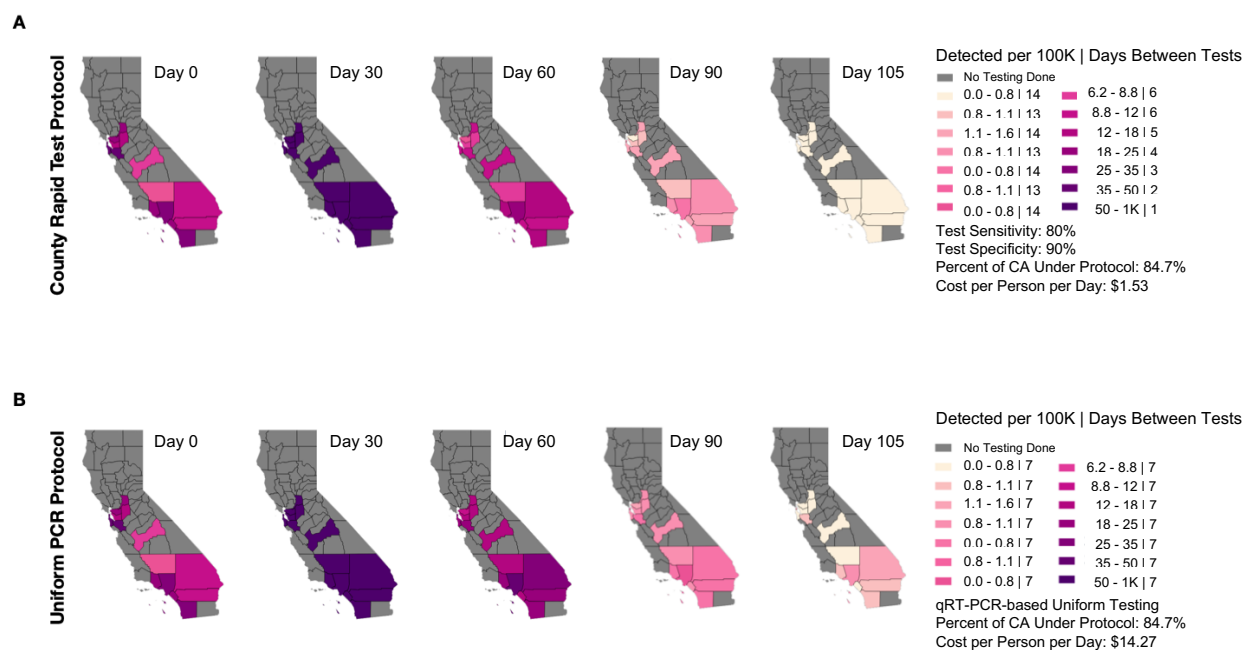 A
County Rapid Test Protocol
Day 0
Day 30
Day 60
Day 90
Day 105
Detected per 100K | Days Between Tests
No Testing Done
0.0 - 0.8 | 14
0.8 - 1.1 | 13
1.1 - 1.6 | 14
0.8 - 1.1 | 13
0.0 - 0.8 | 14
0.8 - 1.1 | 13
0.0 - 0.8 | 14
6.2 - 8.8 | 6
8.8 - 12 | 6
12 - 18 | 5
18 - 25 | 4
25 - 35 | 3
35 - 50 | 2
50 - 1K | 1
Test Sensitivity: 80%
Test Specificity: 90%
Percent of CA Under Protocol: 84.7%
Cost per Person per Day: $1.53
B
Uniform PCR Protocol
Day 0
Day 30
Day 60
Day 90
Day 105
Detected per 100K | Days Between Tests
No Testing Done
0.0 - 0.8 | 7
0.8 - 1.1 | 7
1.1 - 1.6 | 7
0.8 - 1.1 | 7
0.0 - 0.8 | 7
0.8 - 1.1 | 7
0.0 - 0.8 | 7
6.2 - 8.8 | 7
8.8 - 12 | 7
12 - 18 | 7
18 - 25 | 7
25 - 35 | 7
35 - 50 | 7
50 - 1K | 7
qRT-PCR-based Uniform Testing
Percent of CA Under Protocol: 84.7%
Cost per Person per Day: $14.27